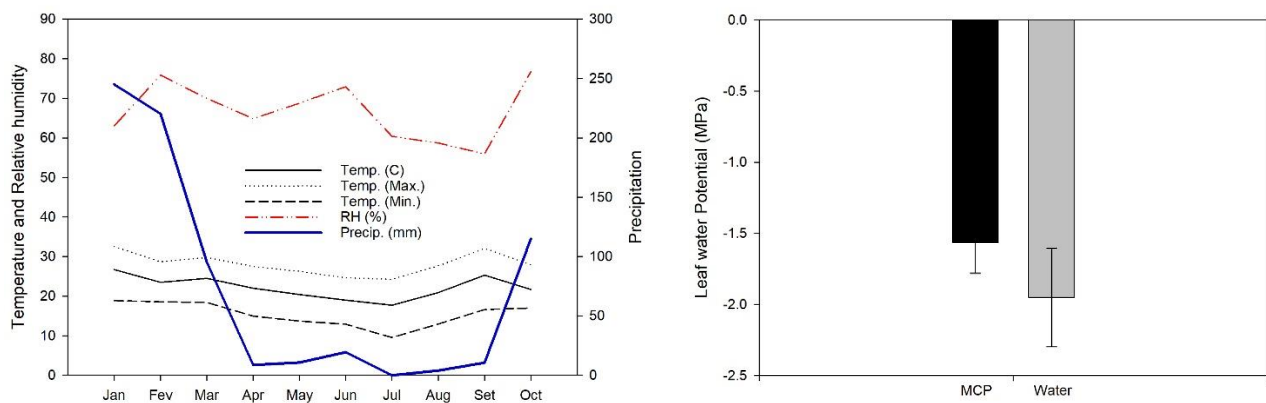 Temperature and Relative humidity
90
80
70
60
50
40
30
20
10
0
Temp. (C)
Temp. (Max.)
Temp. (Min.)
RH (%)
Precip. (mm)
Jan Fev Mar Apr May Jun Jul Aug Set Oct
300
250
200
150
100
50
0
Precipitation
Leaf water Potential (MPa)
0.0
-0.5
-1.0
-1.5
-2.0
-2.5
MCP Water